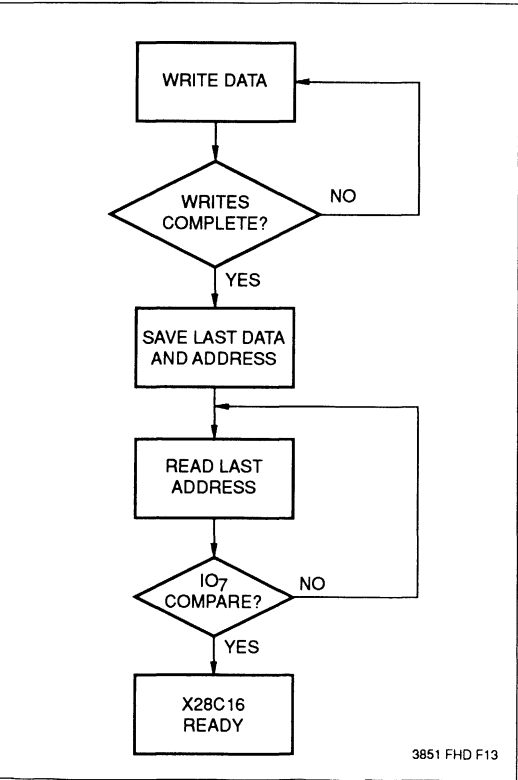 WRITE DATA
WRITES
COMPLETE?
NO
YES
SAVE LAST DATA
AND ADDRESS
READ LAST
ADDRESS
IO7
COMPARE?
NO
YES
X28C16
READY
3851 FHD F13